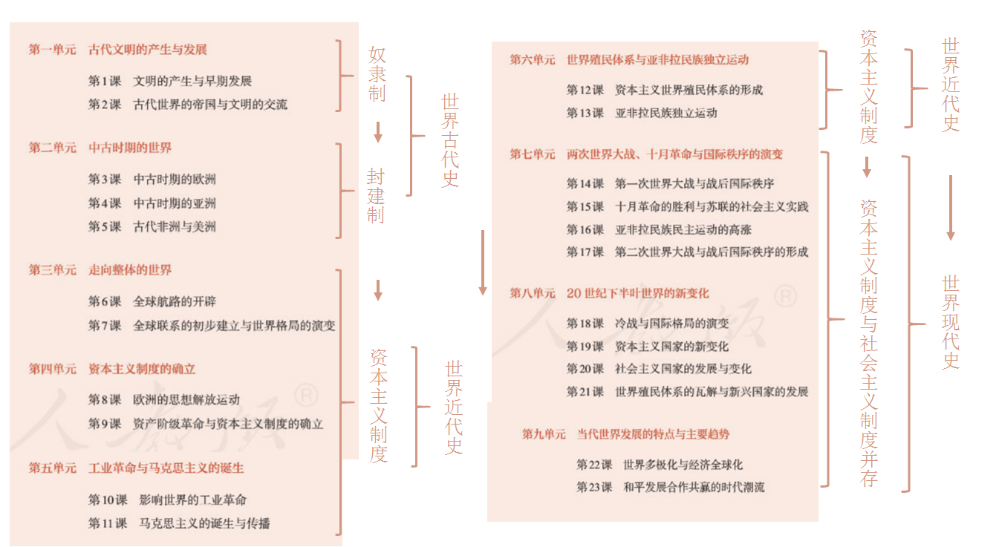 第一单元 古代文明的产生与发展
第1课 文明的产生与早期发展
第2课 古代世界的帝国与文明的交流
第二单元 中古时期的世界
第3课 中古时期的欧洲
第4课 中古时期的亚洲
第5课 古代非洲与美洲
第三单元 走向整体的世界
第6课 全球航路的开辟
第7课 全球联系的初步建立与世界格局的演变
第四单元 资本主义制度的确立
第8课 欧洲的思想解放运动
第9课 资产阶级革命与资本主义制度的确立
第五单元 工业革命与马克思主义的诞生
第10课 影响世界的工业革命
第11课 马克思主义的诞生与传播
人教版®
奴隶制
封建制
资本主义制度
世界古代史
世界近代史
第六单元 世界殖民体系与亚非拉民族独立运动
第12课 资本主义世界殖民体系的形成
第13课 亚非拉民族独立运动
第七单元 两次世界大战、十月革命与国际秩序的演变
第14课 第一次世界大战与战后国际秩序
第15课 十月革命的胜利与苏联的社会主义实践
第16课 亚非拉民族民主运动的高涨
第17课 第二次世界大战与战后国际秩序的形成
第八单元 20世纪下半叶世界的新变化
第18课 冷战与国际格局的演变
第19课 资本主义国家的新变化
第20课 社会主义国家的发展与变化
第21课 世界殖民体系的瓦解与新兴国家的发展
第九单元 当代世界发展的特点与主要趋势
第22课 世界多极化与经济全球化
第23课 和平发展合作共赢的时代潮流
人教版®
资本主义制度
资本主义制度与社会主义制度并存
世界近代史
世界现代史